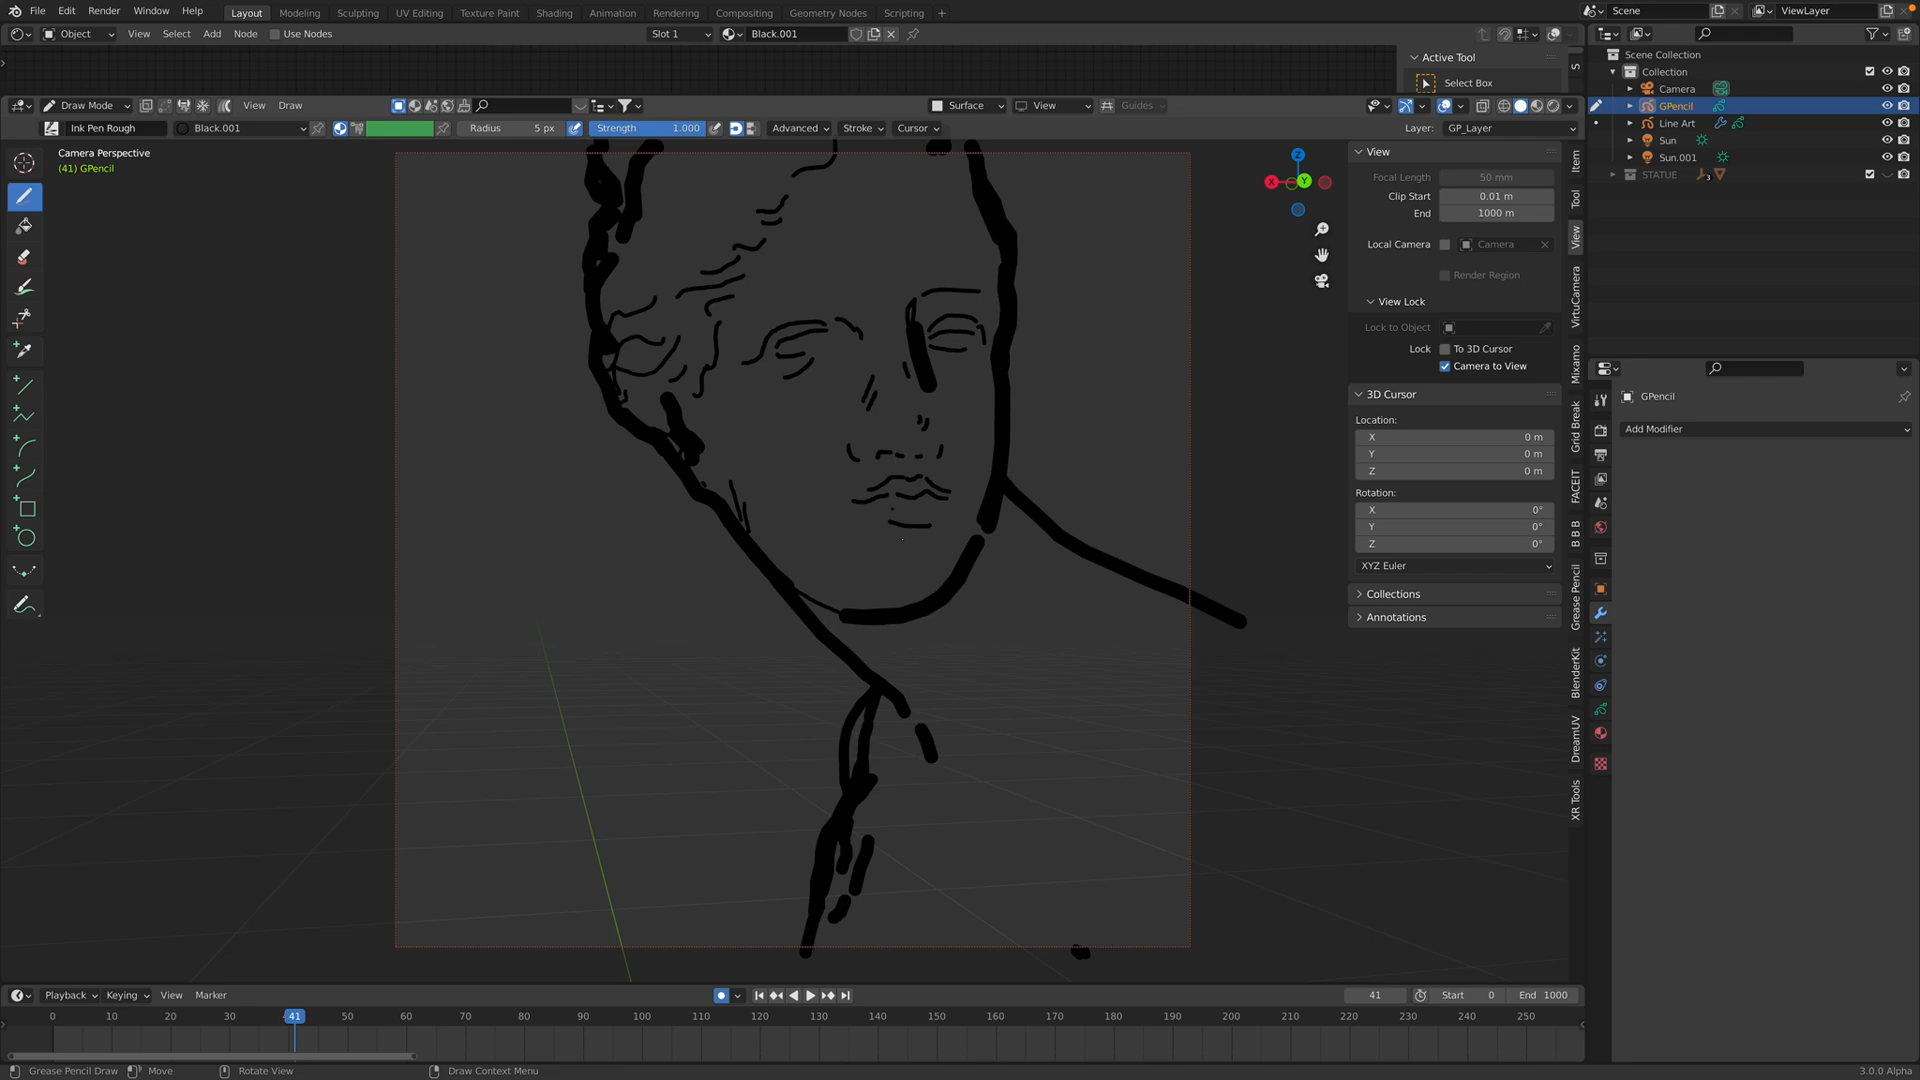 File Edit Render Window Help Layout Modeling Sculpting UV Editing Texture Paint Shading Animation Rendering Compositing Geometry Nodes Scripting + Scene ViewLayer
Object View Select Add Node Use Nodes Slot 1 Black.001
Active Tool
Select Box
Scene Collection
Collection
Camera
GPencil
Line Art
Sun
Sun.001
STATUE 3
Draw Mode View Draw Surface View Guides
Ink Pen Rough Black.001 Radius 5 px Strength 1.000 Advanced Stroke Cursor Layer: GP_Layer
Camera Perspective
(41) GPencil
Z
X
Y
View
Focal Length 50 mm
Clip Start 0.01 m
End 1000 m
Local Camera Camera
Render Region
View Lock
Lock to Object
Lock To 3D Cursor
Camera to View
3D Cursor
Location:
X 0 m
Y 0 m
Z 0 m
Rotation:
X 0°
Y 0°
Z 0°
XYZ Euler
Collections
Annotations
S
Item
Tool
View
VirtuCamera
Mixamo
Grid Break
FACEIT
B B B
Grease Pencil
BlenderKit
DreamUV
XR Tools
GPencil
Add Modifier
Playback Keying View Marker 41 Start 0 End 1000
0 10 20 30 41 50 60 70 80 90 100 110 120 130 140 150 160 170 180 190 200 210 220 230 240 250
Grease Pencil Draw Move Rotate View Draw Context Menu 3.0.0 Alpha